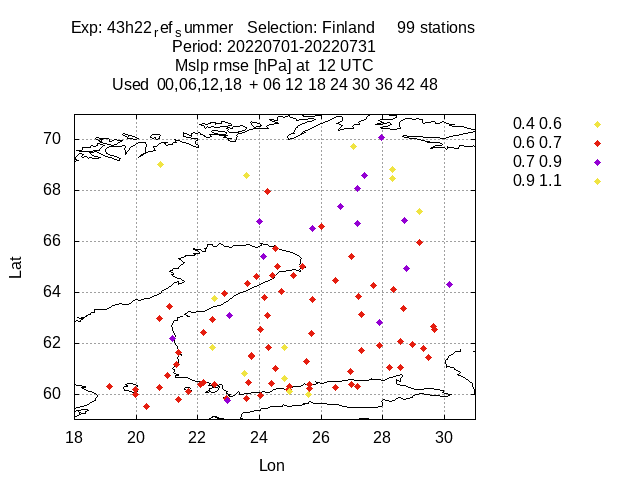 Exp: 43h22ref_summer Selection: Finland 99 stations
Period: 20220701-20220731
Mslp rmse [hPa] at 12 UTC
Used 00,06,12,18 + 06 12 18 24 30 36 42 48
0.4 0.6
0.6 0.7
0.7 0.9
0.9 1.1
70
68
66
64
62
60
Lat
18 20 22 24 26 28 30
Lon